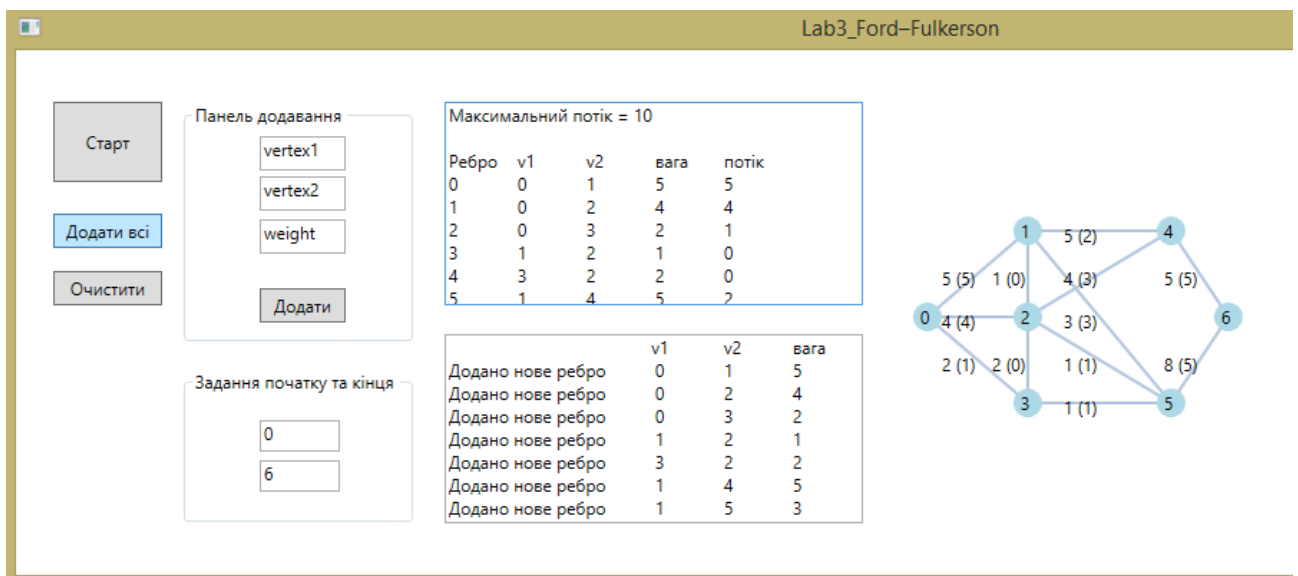 Lab3_Ford–Fulkerson
Старт
Додати всі
Очистити
Панель додавання
vertex1
vertex2
weight
Додати
Задання початку та кінця
0
6
Максимальний потік = 10
Ребро v1 v2 вага потік
0 0 1 5 5
1 0 2 4 4
2 0 3 2 1
3 1 2 1 0
4 3 2 2 0
5 1 4 5 2
v1 v2 вага
Додано нове ребро 0 1 5
Додано нове ребро 0 2 4
Додано нове ребро 0 3 2
Додано нове ребро 1 2 1
Додано нове ребро 3 2 2
Додано нове ребро 1 4 5
Додано нове ребро 1 5 3
1 5 (2) 4
5 (5) 1 (0) 4 (3) 5 (5)
0 4 (4) 2 3 (3) 6
2 (1) 2 (0) 1 (1) 8 (5)
3 1 (1) 5